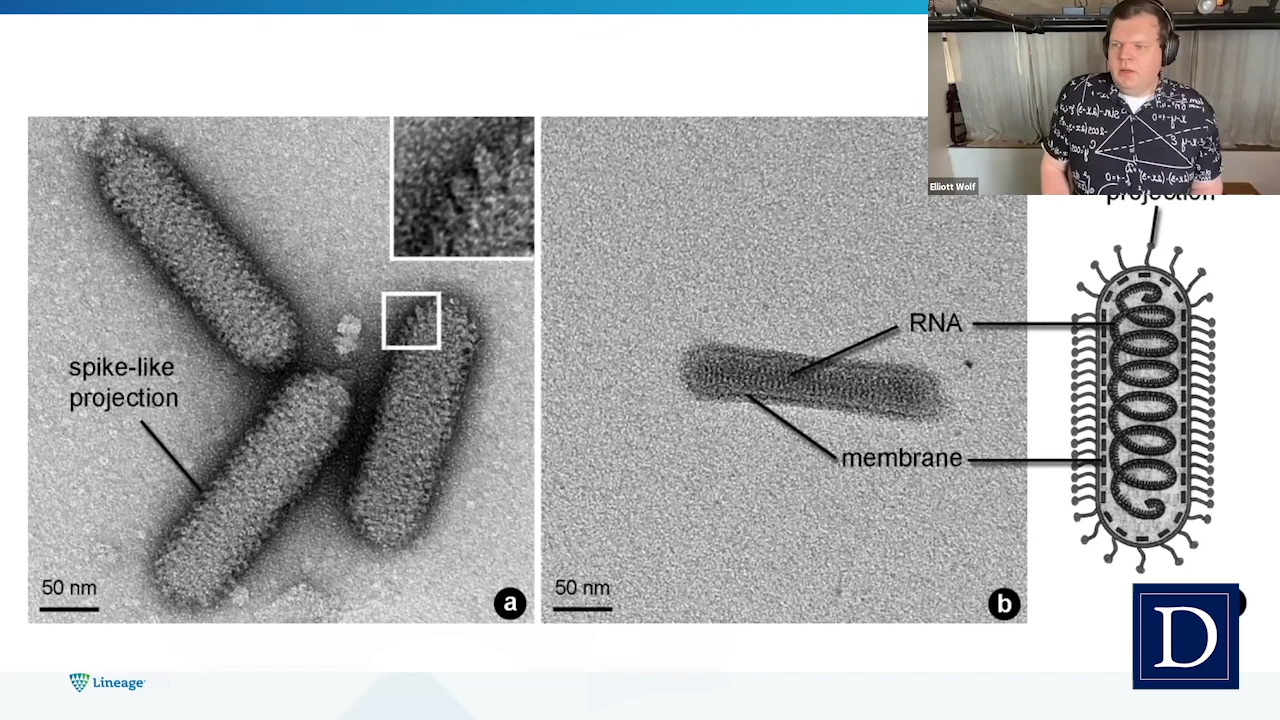 Elliott Wolf
projection
spike-like
projection
RNA
membrane
50 nm
a
50 nm
b
D
Lineage